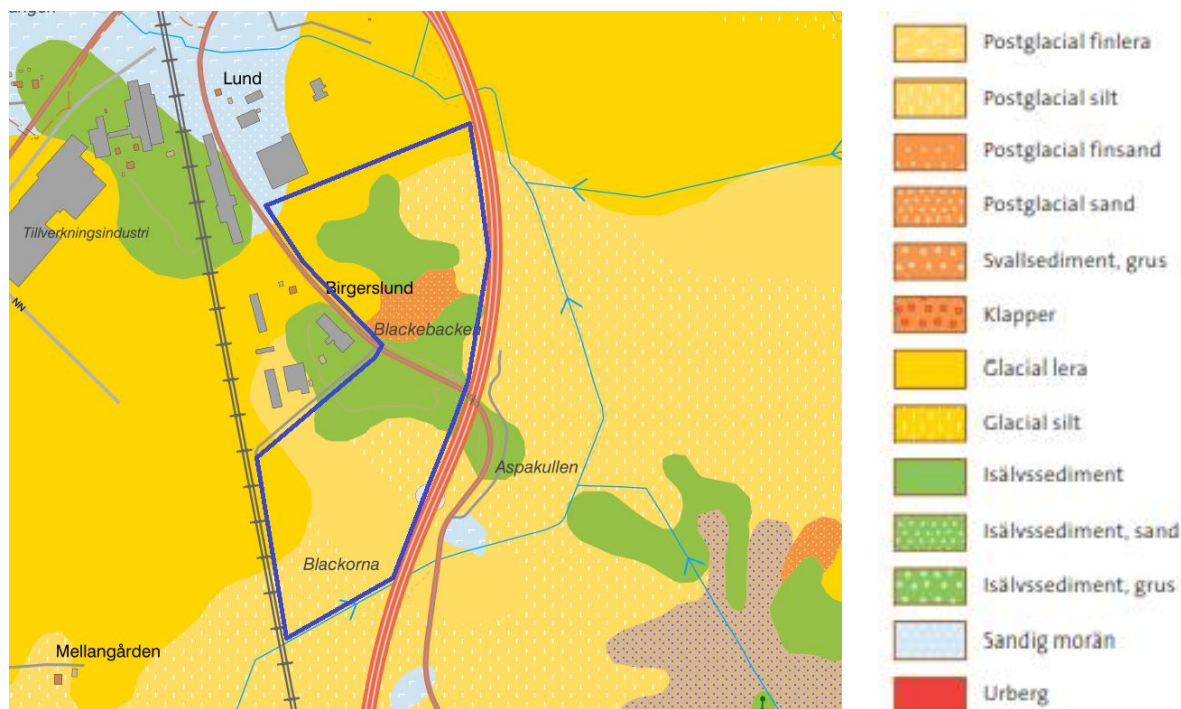 Lund
Tillverkningsindustri
NN
Birgerslund
Blackebacken
Aspakullen
Blackorna
Mellangården
Postglacial finlera
Postglacial silt
Postglacial finsand
Postglacial sand
Svallsediment, grus
Klapper
Glacial lera
Glacial silt
Isälvssediment
Isälvssediment, sand
Isälvssediment, grus
Sandig morän
Urberg